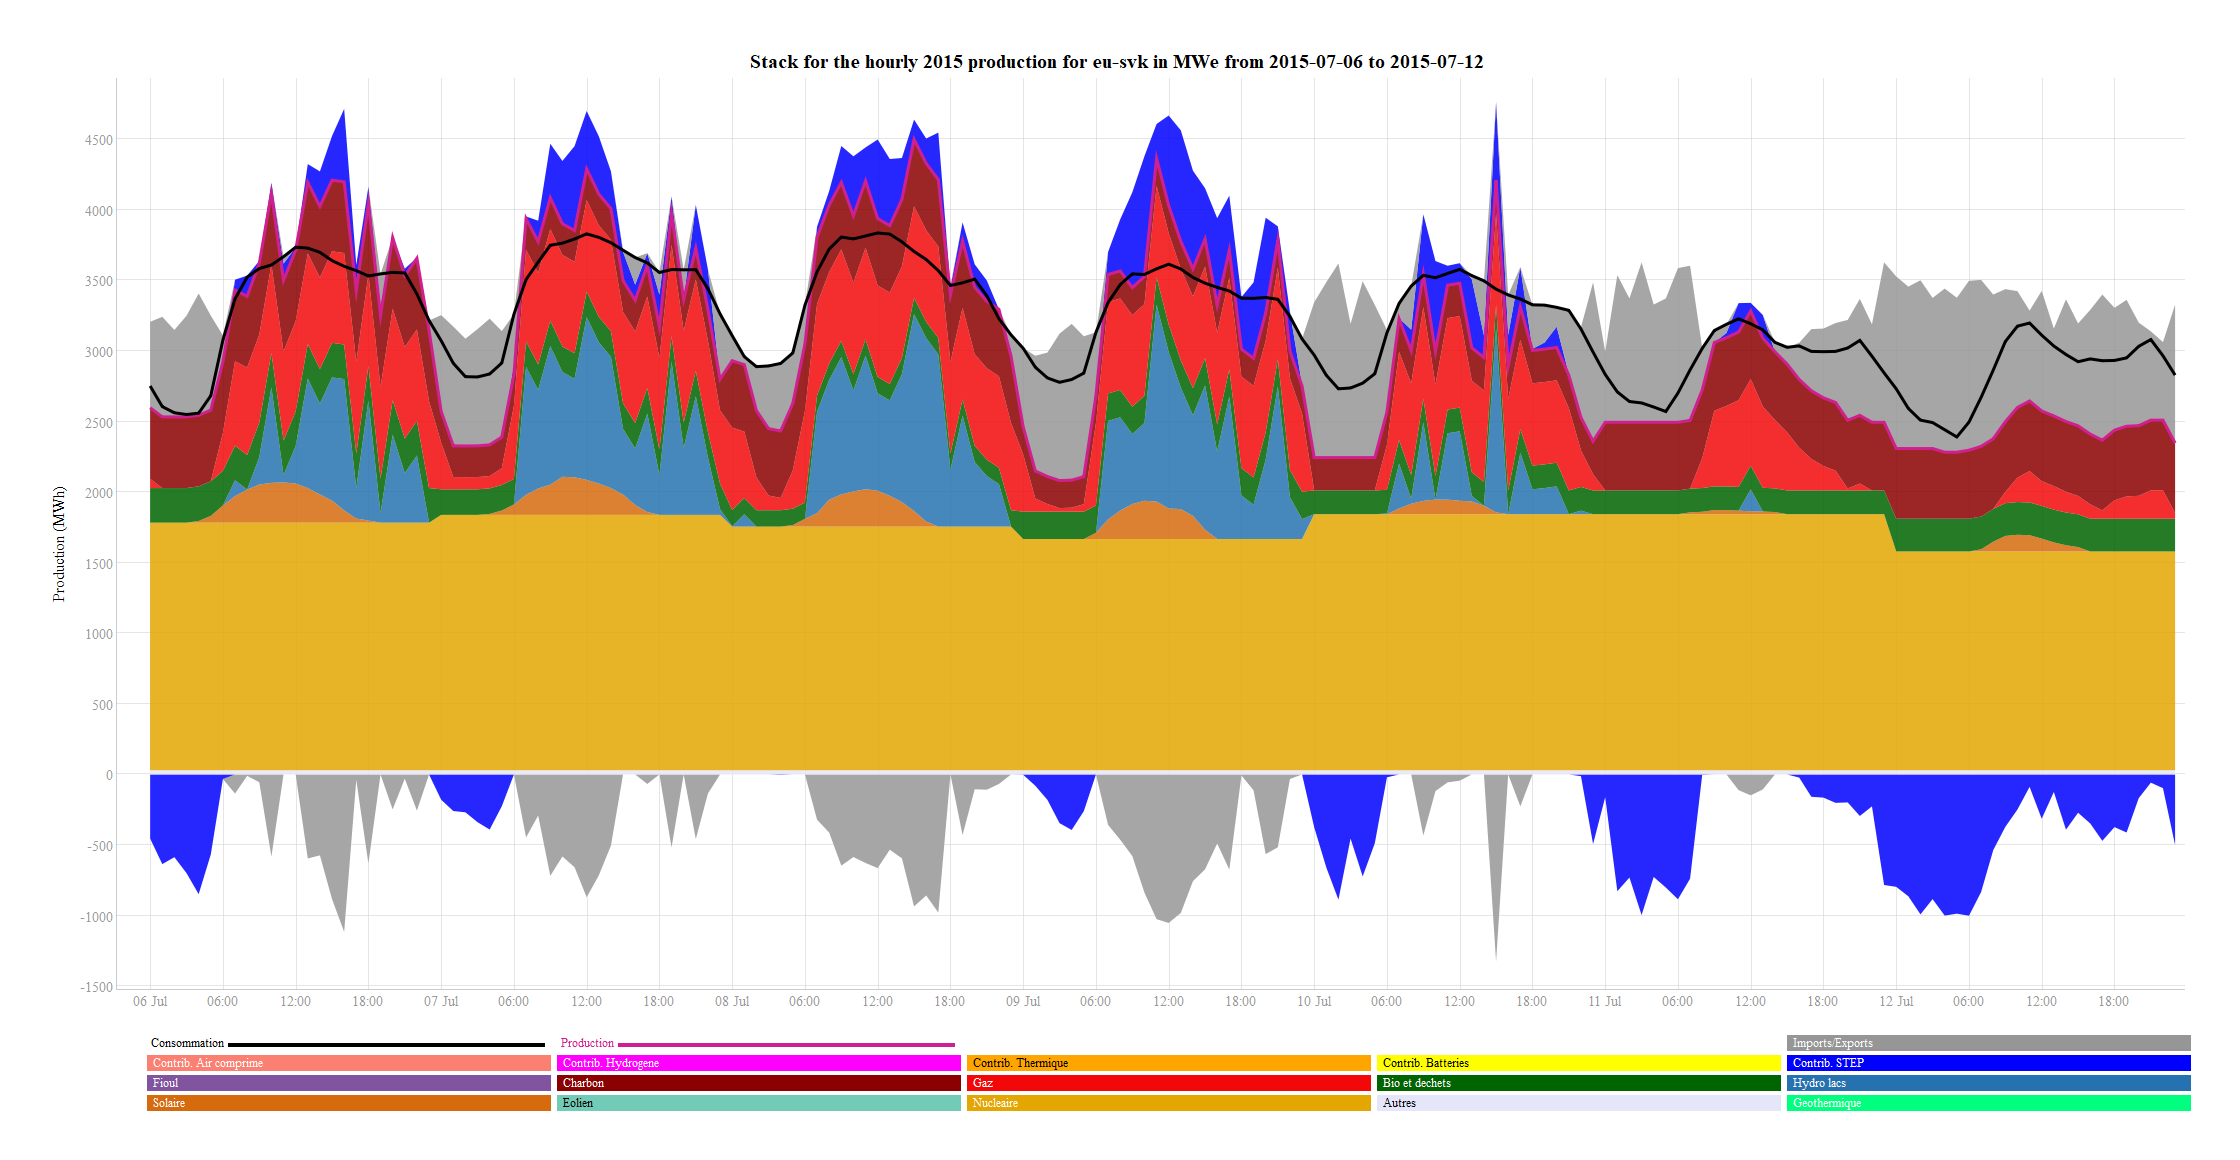 Stack for the hourly 2015 production for eu-svk in MWe from 2015-07-06 to 2015-07-12
Production (MWh)
4500
4000
3500
3000
2500
2000
1500
1000
500
0
-500
-1000
-1500
06 Jul 06:00 12:00 18:00 07 Jul 06:00 12:00 18:00 08 Jul 06:00 12:00 18:00 09 Jul 06:00 12:00 18:00 10 Jul 06:00 12:00 18:00 11 Jul 06:00 12:00 18:00 12 Jul 06:00 12:00 18:00
Consommation Production Imports/Exports
Contrib. Air comprime Contrib. Hydrogene Contrib. Thermique Contrib. Batteries Contrib. STEP
Fioul Charbon Gaz Bio et dechets Hydro lacs
Solaire Eolien Nucleaire Autres Geothermique